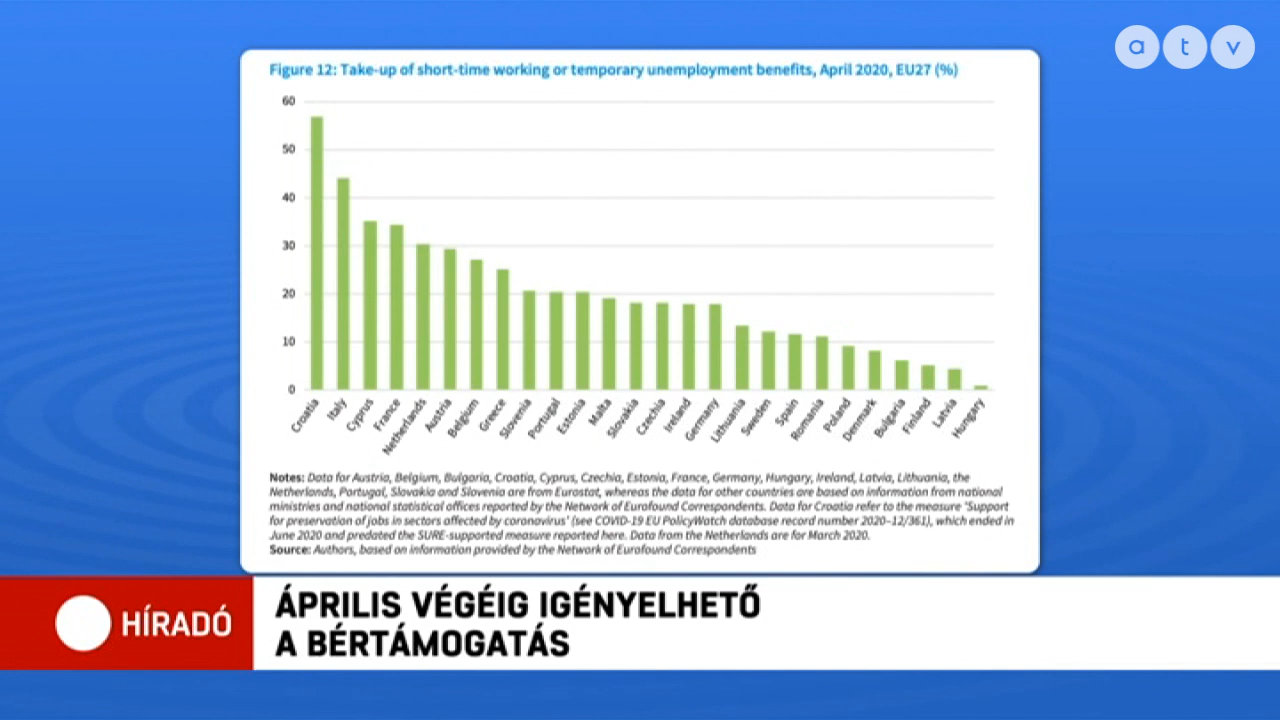 atv
Figure 12: Take-up of short-time working or temporary unemployment benefits, April 2020, EU27 (%)
60
50
40
30
20
10
0
Croatia
Italy
Cyprus
France
Netherlands
Austria
Belgium
Greece
Slovenia
Portugal
Estonia
Malta
Slovakia
Czechia
Ireland
Germany
Lithuania
Sweden
Spain
Romania
Poland
Denmark
Bulgaria
Finland
Latvia
Hungary
Notes: Data for Austria, Belgium, Bulgaria, Croatia, Cyprus, Czechia, Estonia, France, Germany, Hungary, Ireland, Latvia, Lithuania, the
Netherlands, Portugal, Slovakia and Slovenia are from Eurostat, whereas the data for other countries are based on information from national
ministries and national statistical offices reported by the Network of Eurofound Correspondents. Data for Croatia refer to the measure 'Support
for preservation of jobs in sectors affected by coronavirus' (see COVID-19 EU PolicyWatch database record number 2020–12/361), which ended in
June 2020 and predated the SURE-supported measure reported here. Data from the Netherlands are for March 2020.
Source: Authors, based on information provided by the Network of Eurofound Correspondents
HÍRADÓ
ÁPRILIS VÉGÉIG IGÉNYELHETŐ
A BÉRTÁMOGATÁS